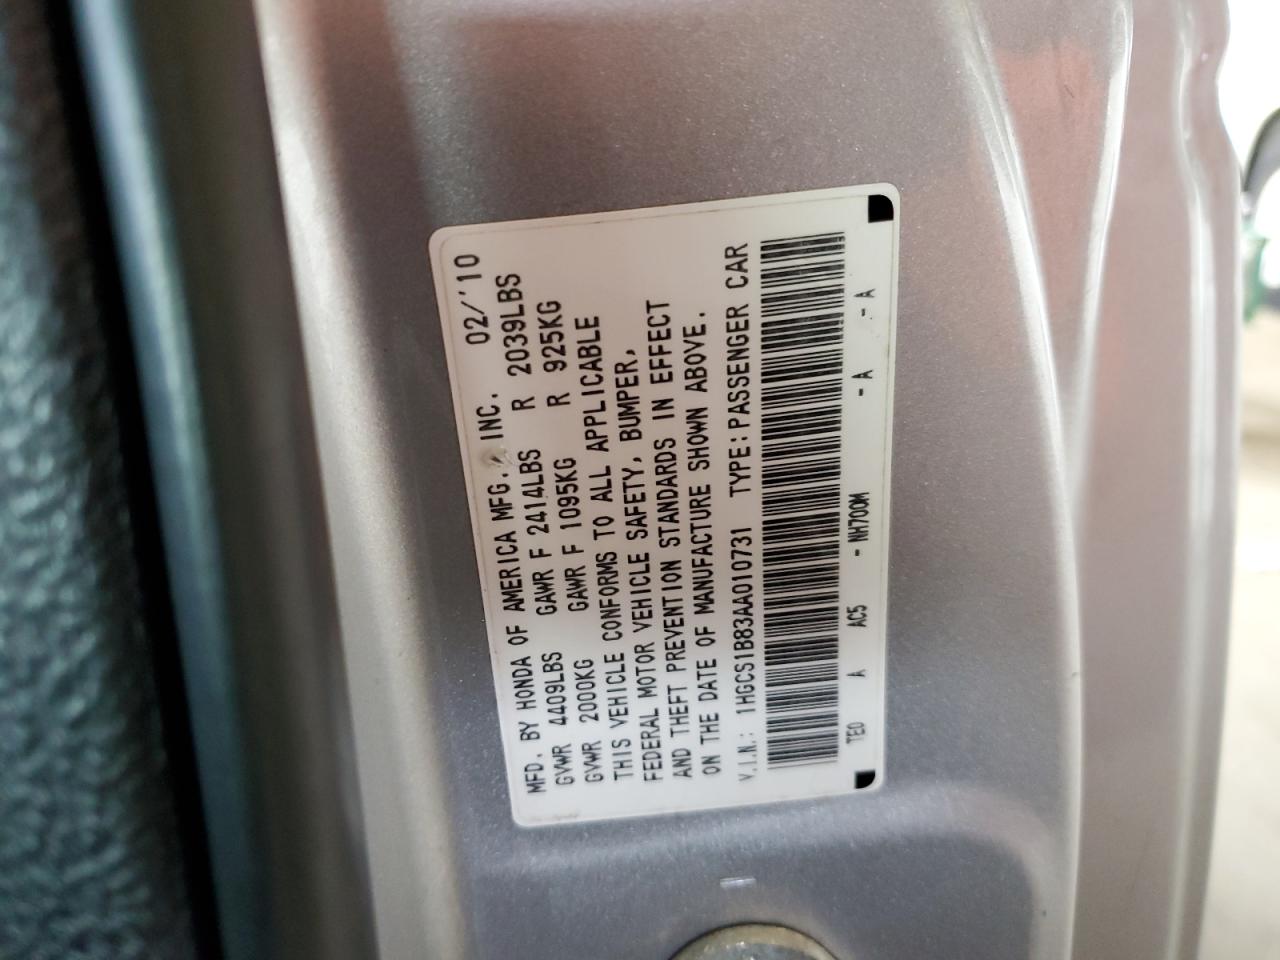 MFD. BY HONDA OF AMERICA MFG. INC. 02/'10
GVWR 4409LBS GAWR F 2414LBS R 2039LBS
GVWR 2000KG GAWR F 1095KG R 925KG
THIS VEHICLE CONFORMS TO ALL APPLICABLE
FEDERAL MOTOR VEHICLE SAFETY, BUMPER,
AND THEFT PREVENTION STANDARDS IN EFFECT
ON THE DATE OF MANUFACTURE SHOWN ABOVE.
V.I.N.: 1HGCS1B83AA010731 TYPE:PASSENGER CAR
TE0 A AC5 - NH700M - A - A